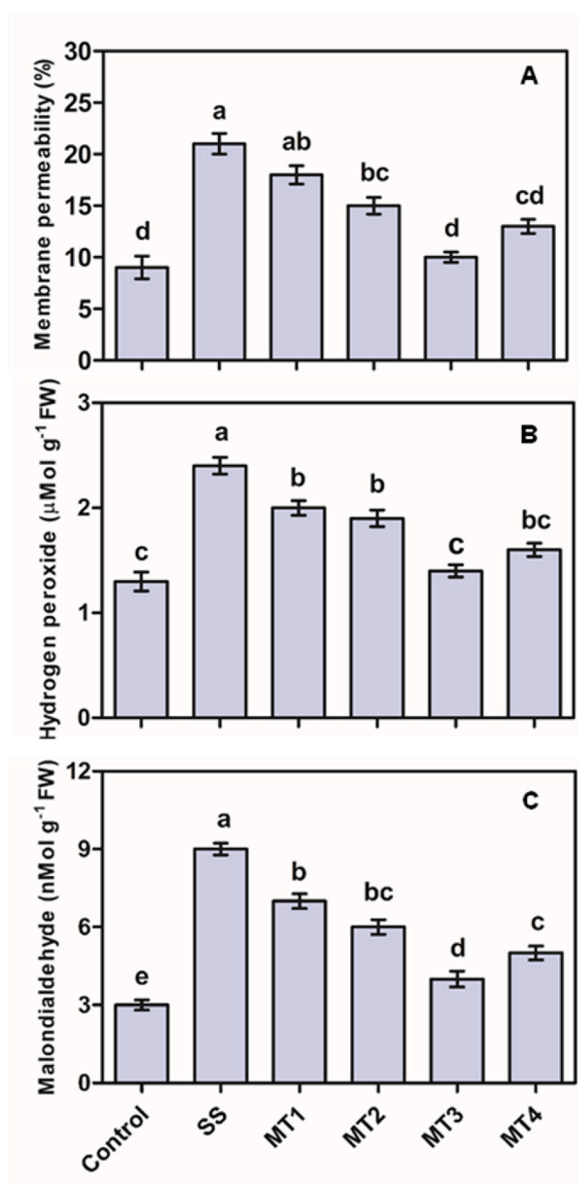 Membrane permeability (%)
30
25
20
15
10
5
0
A
d
a
ab
bc
d
cd
Hydrogen peroxide (μMol g⁻¹ FW)
3
2
1
0
B
c
a
b
b
c
bc
Malondialdehyde (nMol g⁻¹ FW)
12
9
6
3
0
C
e
a
b
bc
d
c
Control
SS
MT1
MT2
MT3
MT4